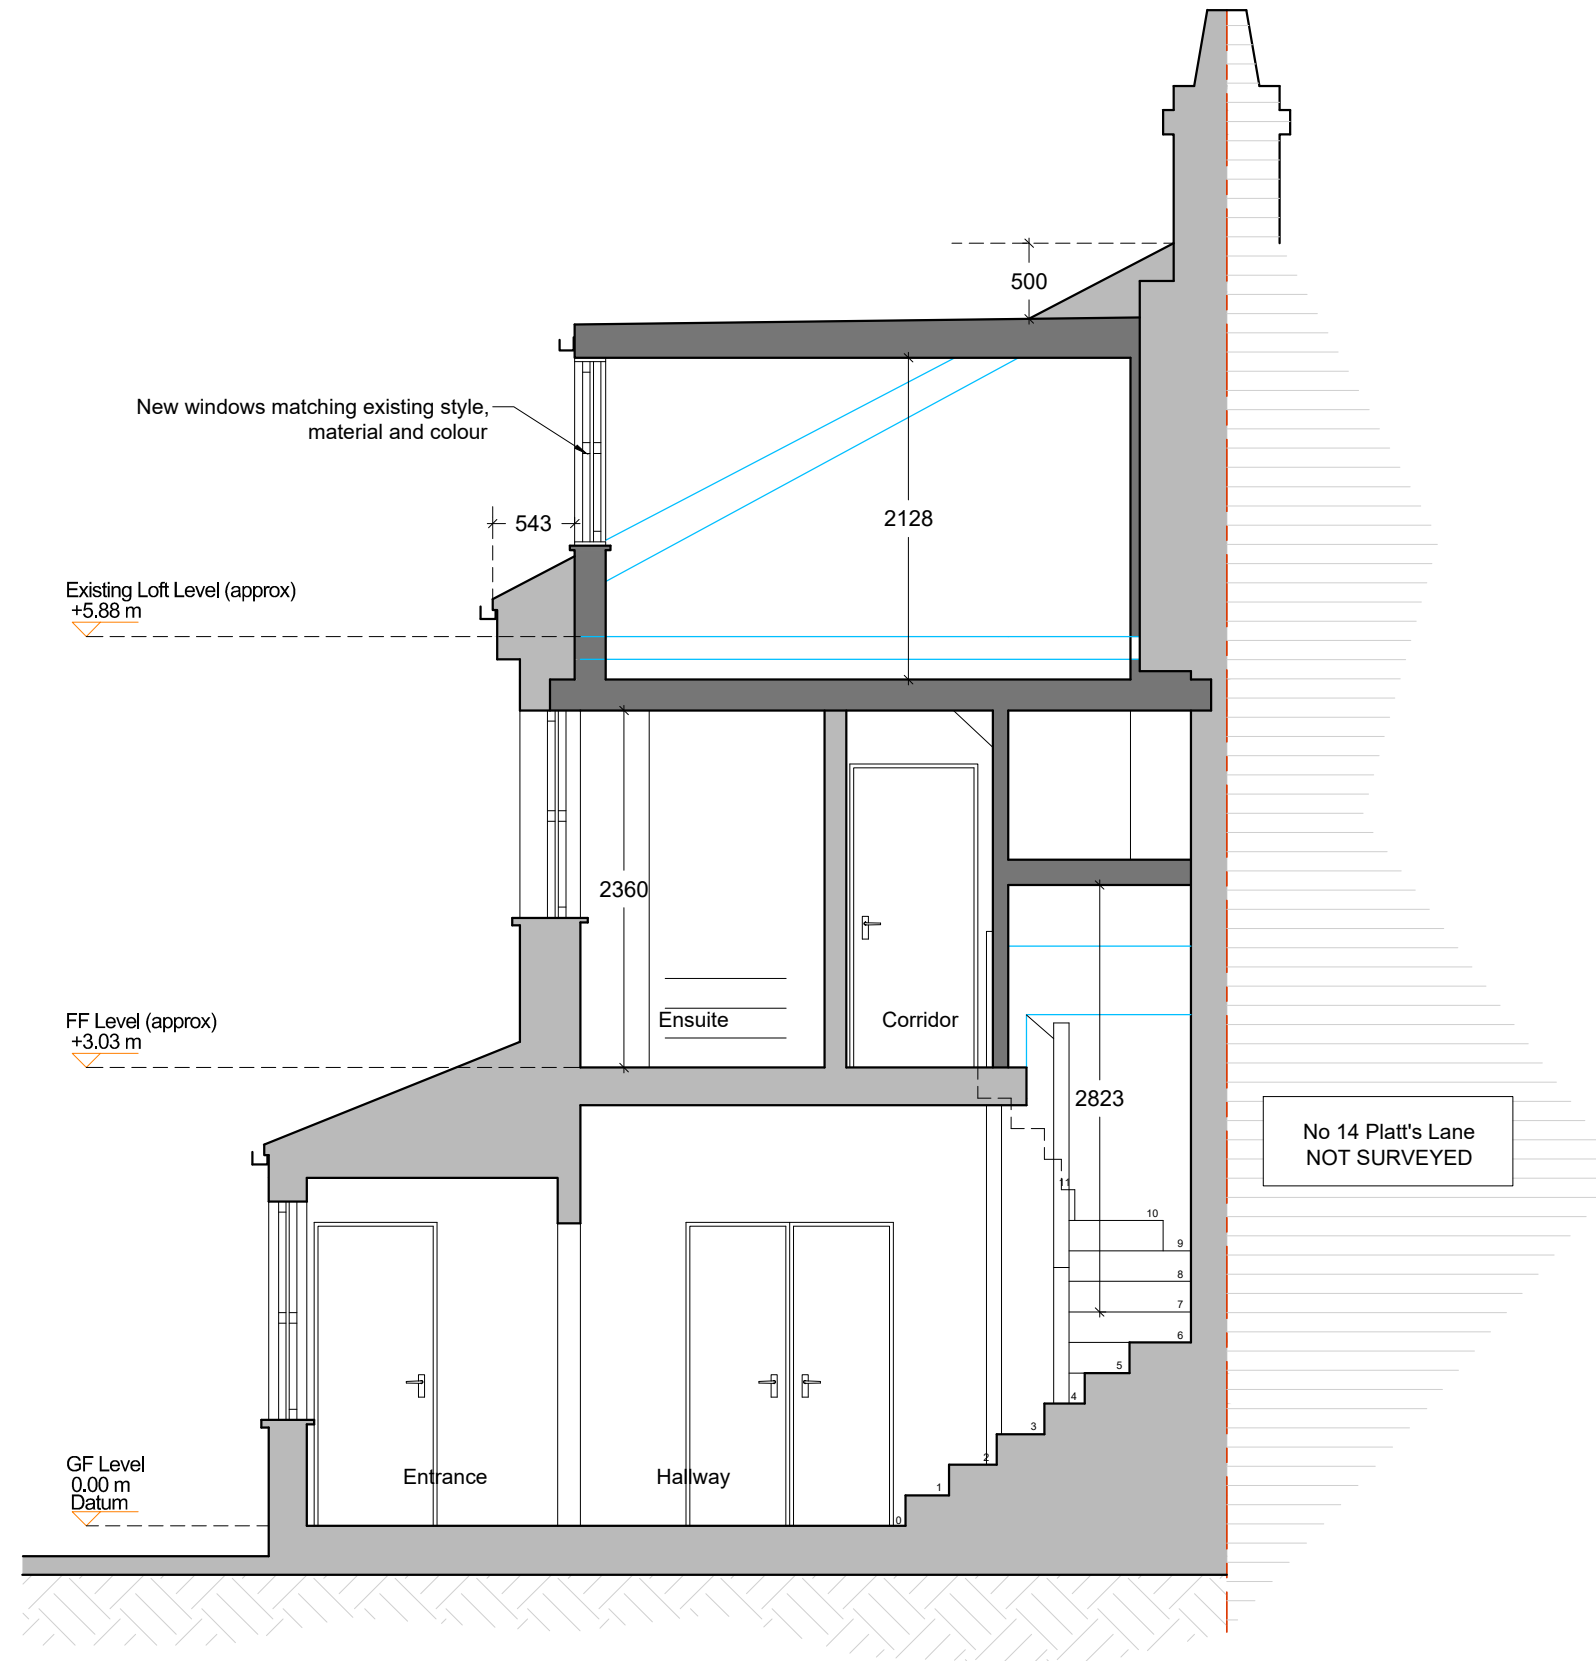 500
New windows matching existing style,
material and colour
543
2128
Existing Loft Level (approx)
+5.88 m
2360
Ensuite
Corridor
FF Level (approx)
+3.03 m
2823
No 14 Platt's Lane
NOT SURVEYED
11
10
9
8
7
6
5
4
3
2
1
0
GF Level
0.00 m
Datum
Entrance
Hallway